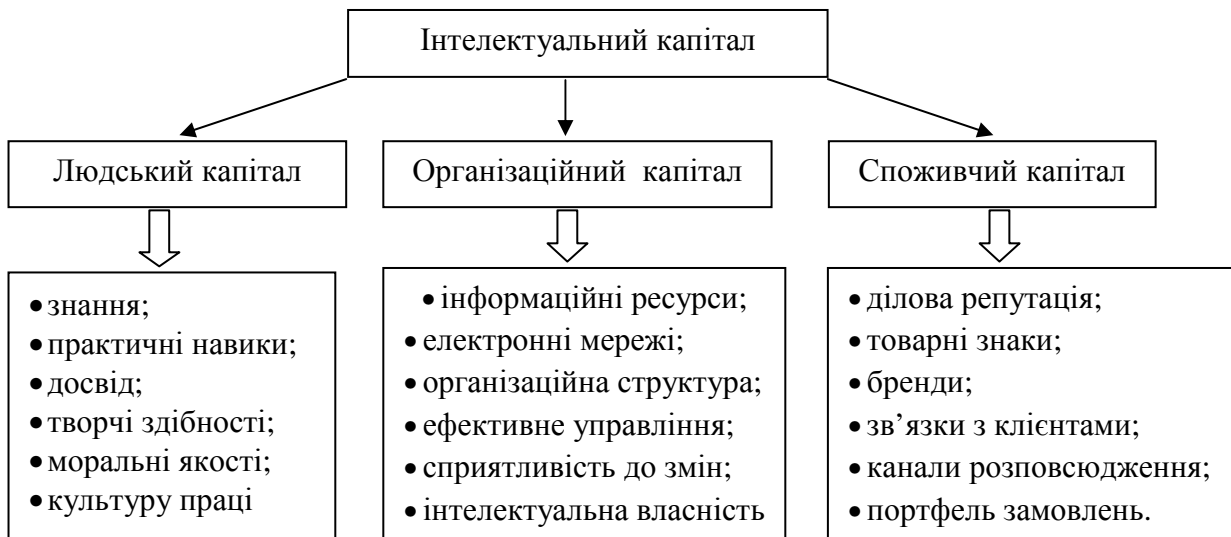 Інтелектуальний капітал
Людський капітал
Організаційний капітал
Споживчий капітал
•знання;
•практичні навики;
•досвід;
•творчі здібності;
•моральні якості;
•культуру праці
•інформаційні ресурси;
•електронні мережі;
•організаційна структура;
•ефективне управління;
•сприятливість до змін;
•інтелектуальна власність
•ділова репутація;
•товарні знаки;
•бренди;
•зв’язки з клієнтами;
•канали розповсюдження;
•портфель замовлень.